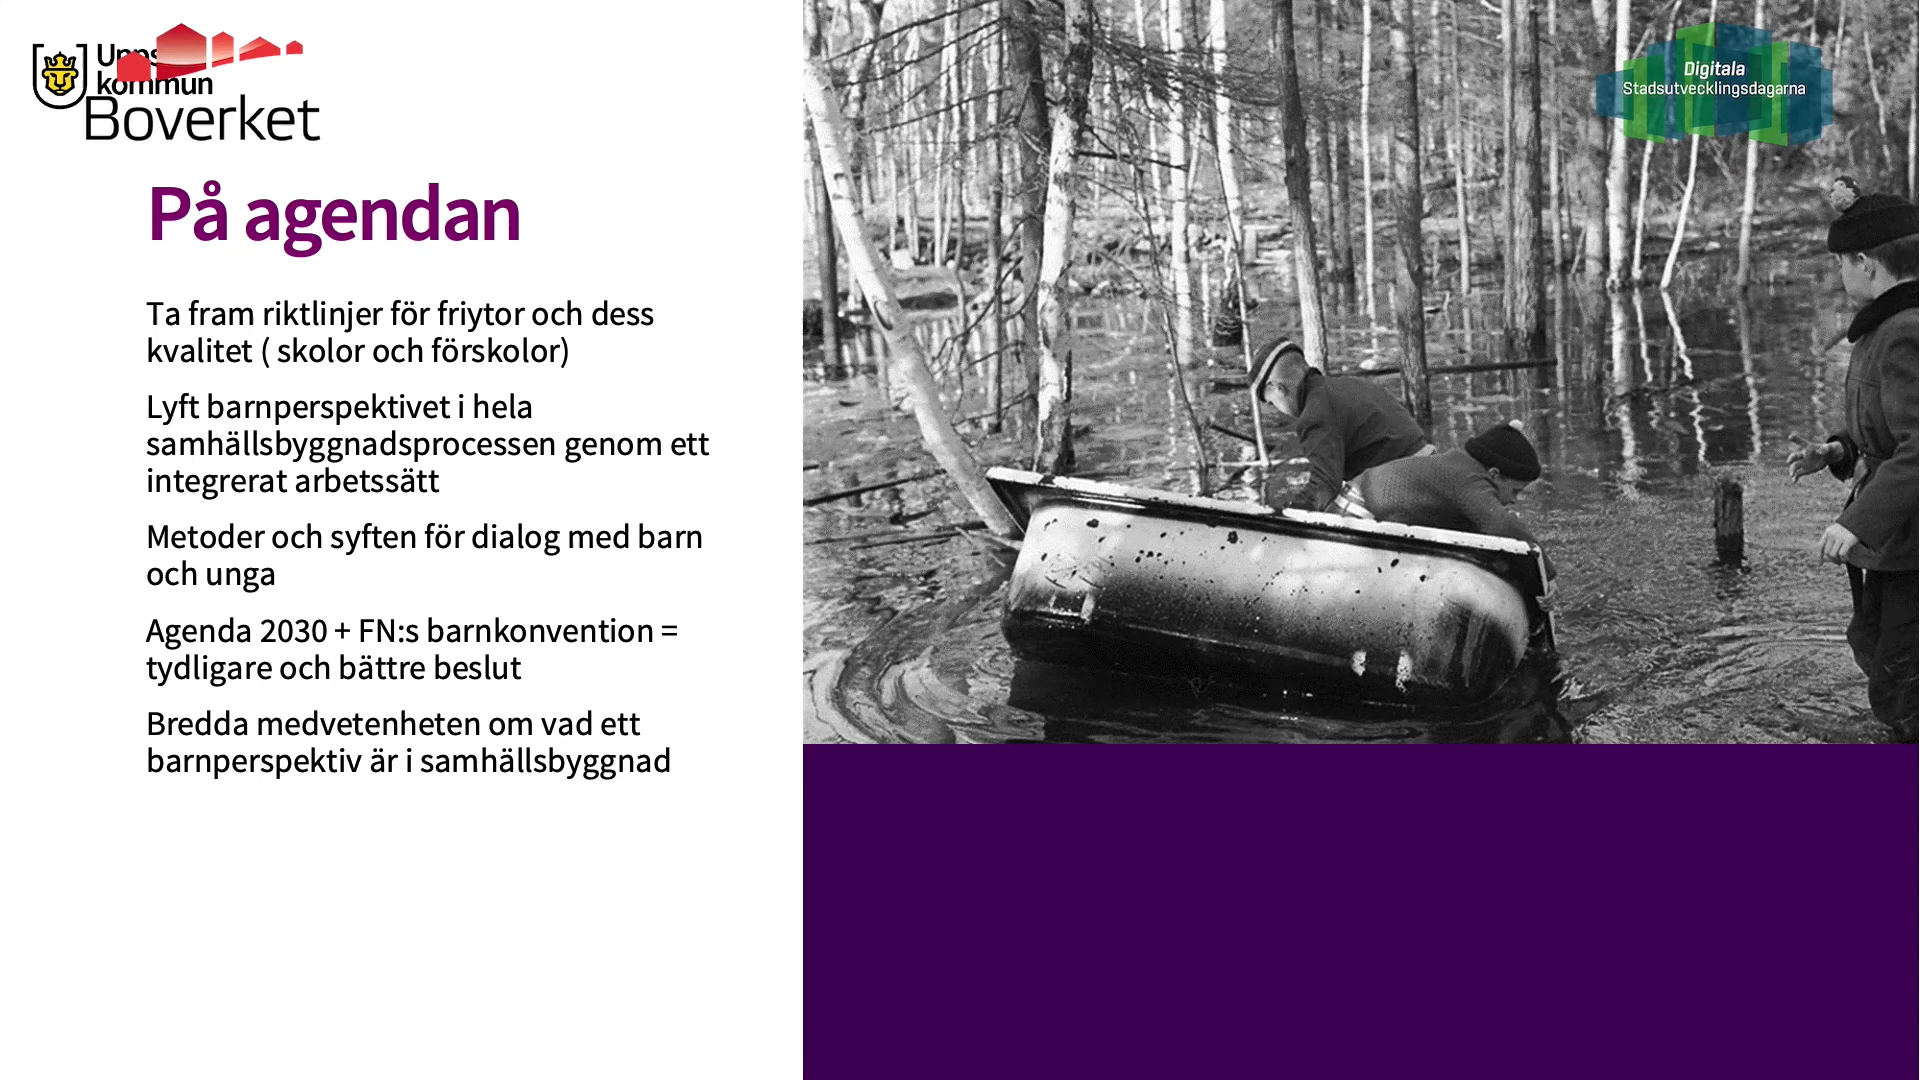 Upps
kommun
Boverket
Digitala
Stadsutvecklingsdagarna
På agendan
Ta fram riktlinjer för friytor och dess
kvalitet ( skolor och förskolor)
Lyft barnperspektivet i hela
samhällsbyggnadsprocessen genom ett
integrerat arbetssätt
Metoder och syften för dialog med barn
och unga
Agenda 2030 + FN:s barnkonvention =
tydligare och bättre beslut
Bredda medvetenheten om vad ett
barnperspektiv är i samhällsbyggnad